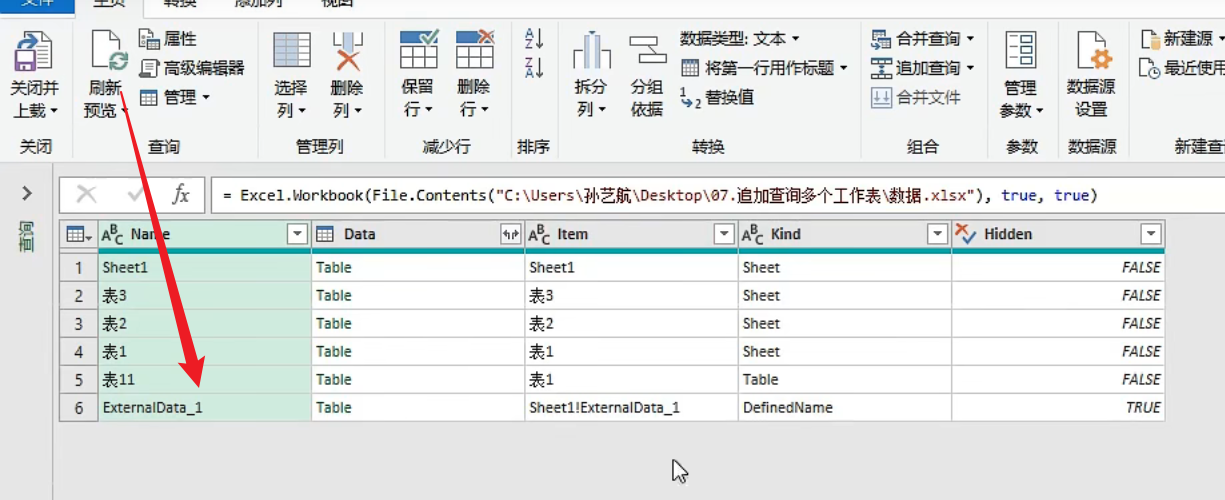 文件 主页 转换 添加列 视图
属性 数据类型: 文本 合并查询 新建源
高级编辑器 将第一行用作标题 追加查询 最近使用
管理 1 2 替换值 合并文件
关闭并 刷新 选择 删除 保留 删除 拆分 分组 管理 数据源
上载 预览 列 列 行 行 列 依据 参数 设置
关闭 查询 管理列 减少行 排序 转换 组合 参数 数据源 新建查询
查询
fx = Excel.Workbook(File.Contents("C:\Users\孙艺航\Desktop\07.追加查询多个工作表\数据.xlsx"), true, true)
ABC Name Data ABC Item ABC Kind Hidden
1 Sheet1 Table Sheet1 Sheet FALSE
2 表3 Table 表3 Sheet FALSE
3 表2 Table 表2 Sheet FALSE
4 表1 Table 表1 Sheet FALSE
5 表11 Table 表1 Table FALSE
6 ExternalData_1 Table Sheet1!ExternalData_1 DefinedName TRUE